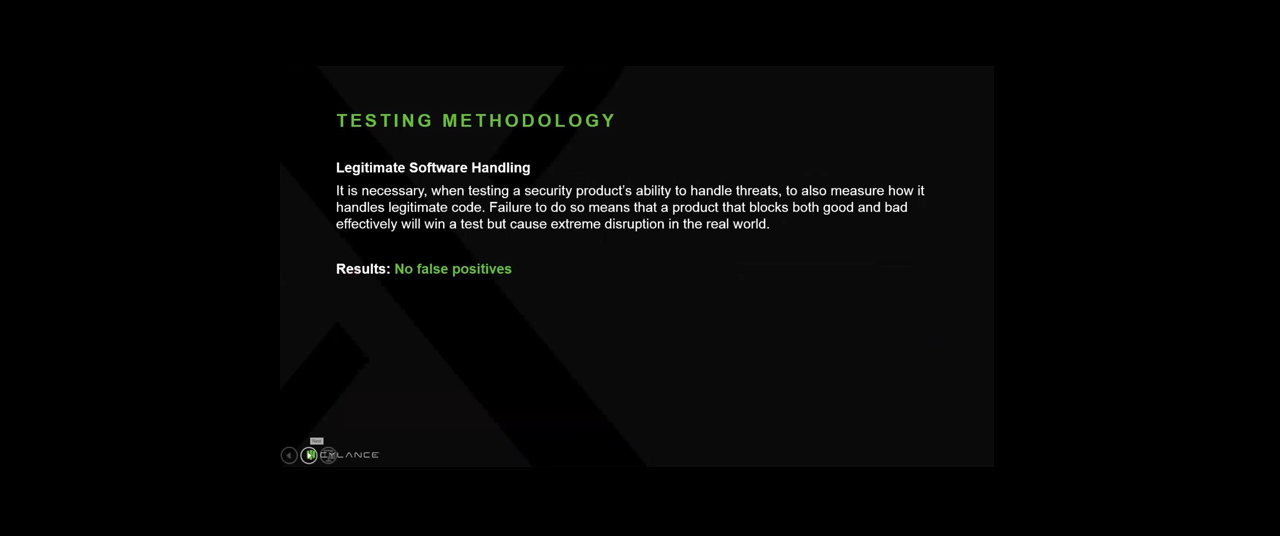 TESTING METHODOLOGY
Legitimate Software Handling
It is necessary, when testing a security product's ability to handle threats, to also measure how it
handles legitimate code. Failure to do so means that a product that blocks both good and bad
effectively will win a test but cause extreme disruption in the real world.
Results: No false positives
CYLANCE